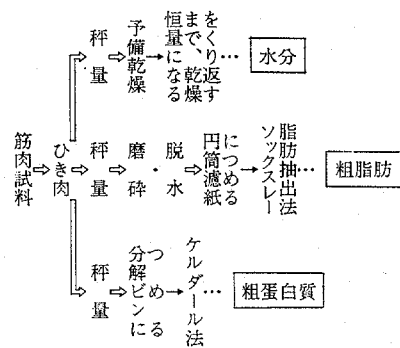 筋肉試料
ひき肉
秤量
予備乾燥
恒量になる
まで、乾燥
をくり返す
…
水分
秤量
磨砕・脱水
円筒濾紙
につめる
ソックスレー
脂肪抽出法
…
粗脂肪
秤量
分解ビンに
つめる
ケルダール法
…
粗蛋白質